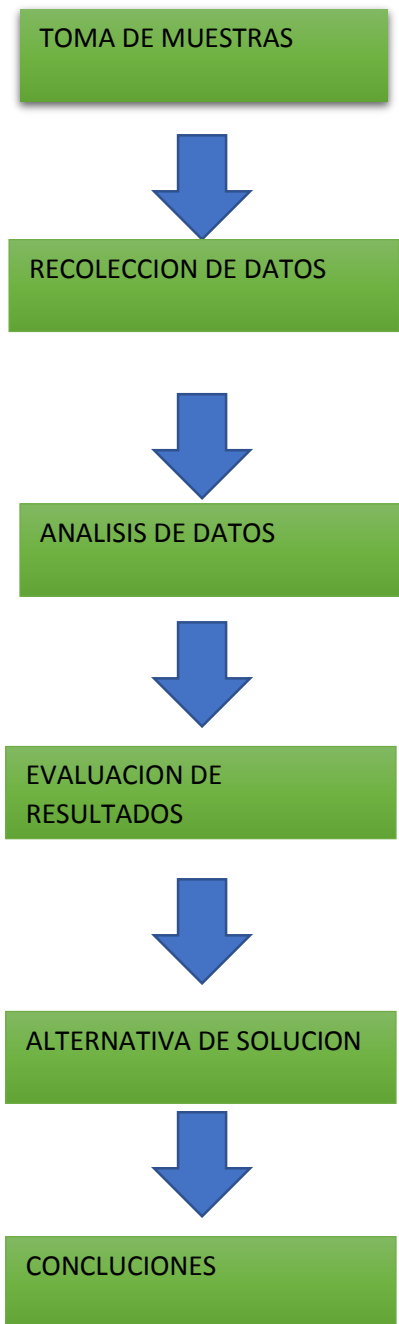 TOMA DE MUESTRAS
RECOLECCION DE DATOS
ANALISIS DE DATOS
EVALUACION DE
RESULTADOS
ALTERNATIVA DE SOLUCION
CONCLUCIONES